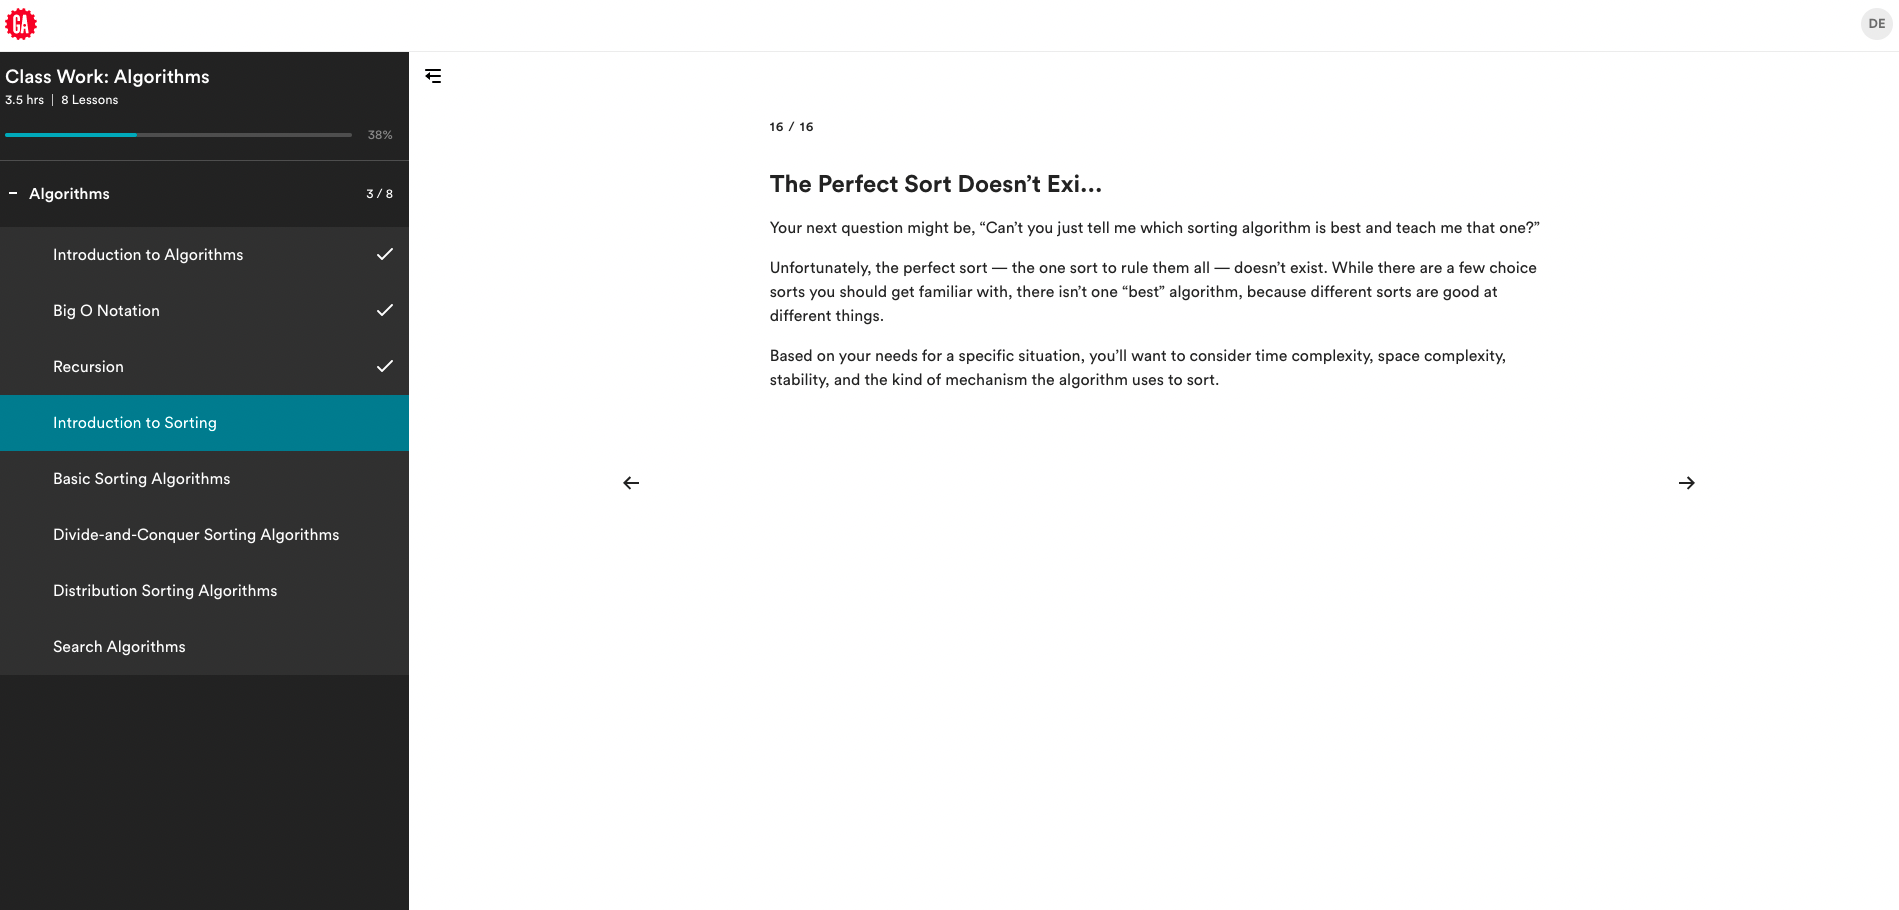 GA
DE
Class Work: Algorithms
3.5 hrs | 8 Lessons
38%
Algorithms
3 / 8
Introduction to Algorithms
Big O Notation
Recursion
Introduction to Sorting
Basic Sorting Algorithms
Divide-and-Conquer Sorting Algorithms
Distribution Sorting Algorithms
Search Algorithms
16 / 16
The Perfect Sort Doesn’t Exi...
Your next question might be, “Can’t you just tell me which sorting algorithm is best and teach me that one?”
Unfortunately, the perfect sort — the one sort to rule them all — doesn’t exist. While there are a few choice
sorts you should get familiar with, there isn’t one “best” algorithm, because different sorts are good at
different things.
Based on your needs for a specific situation, you’ll want to consider time complexity, space complexity,
stability, and the kind of mechanism the algorithm uses to sort.